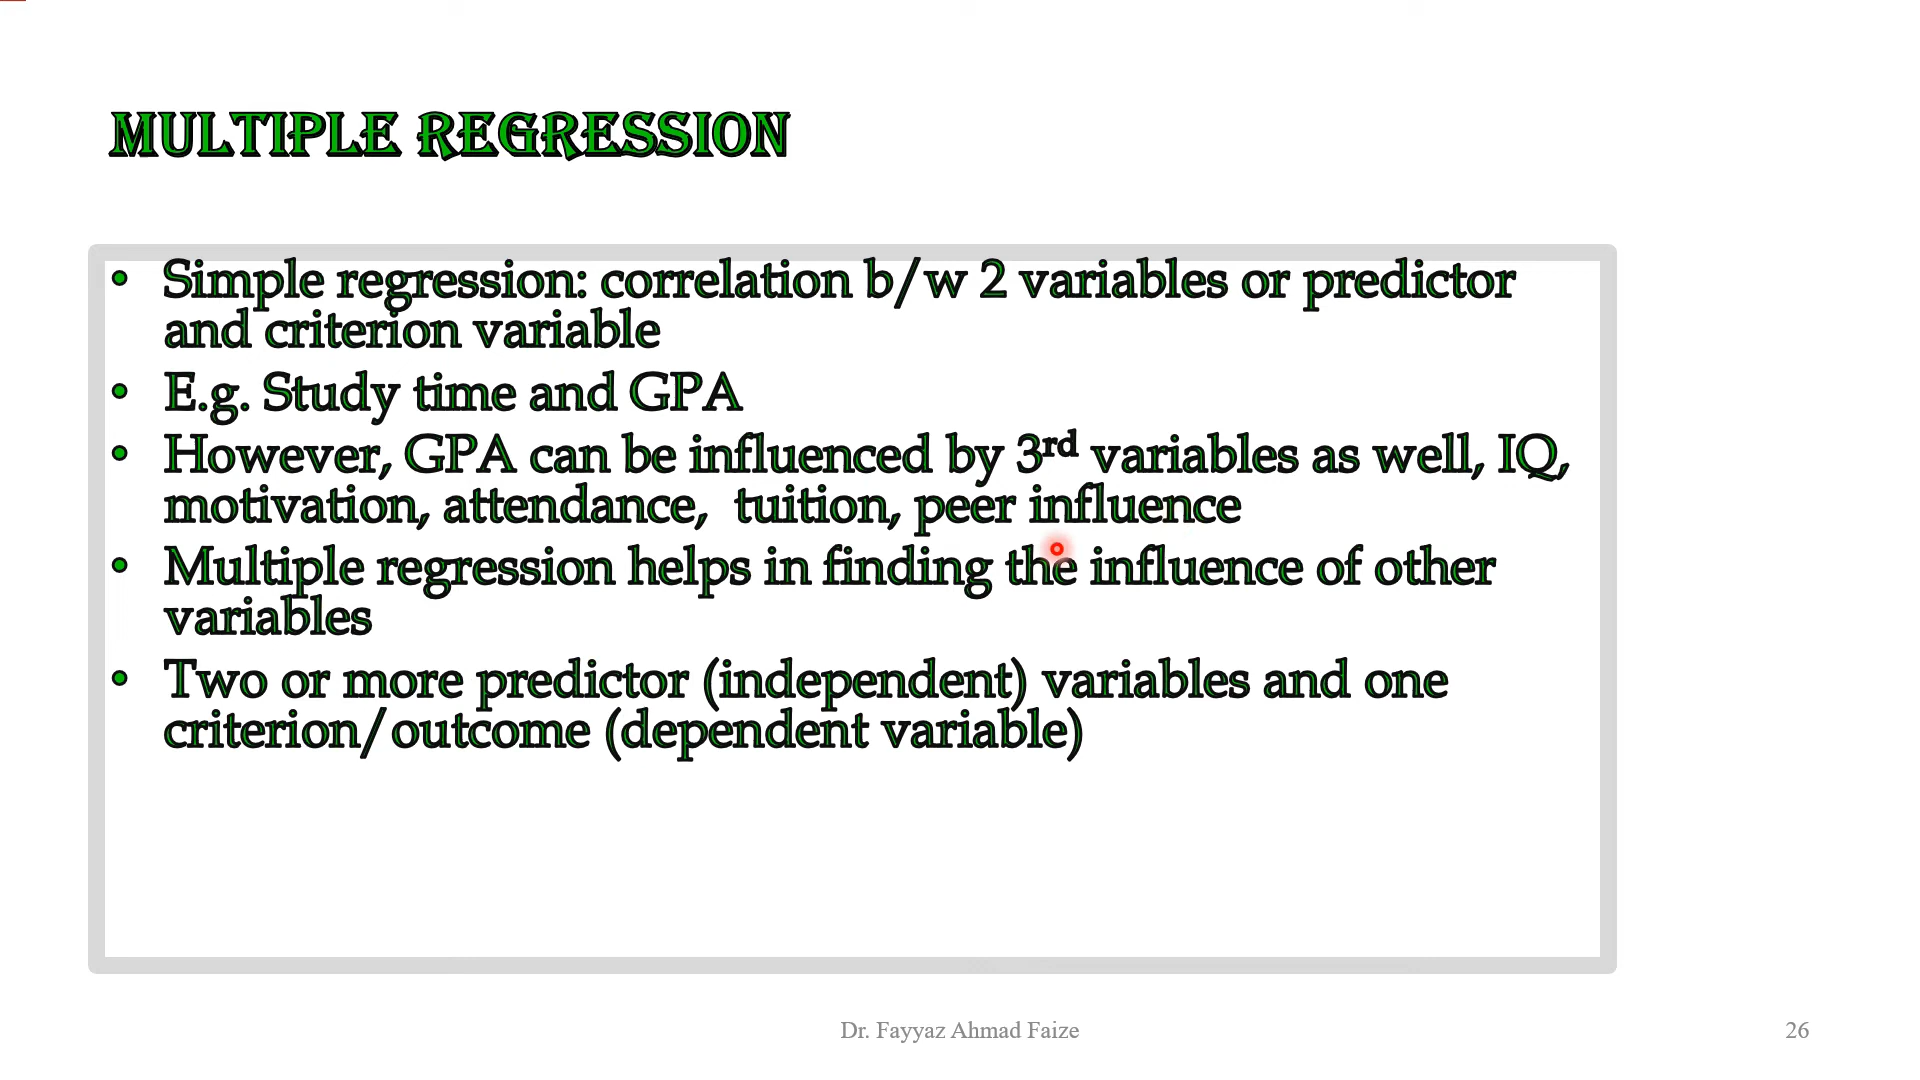 MULTIPLE REGRESSION
• Simple regression: correlation b/w 2 variables or predictor
and criterion variable
• E.g. Study time and GPA
• However, GPA can be influenced by 3rd variables as well, IQ,
motivation, attendance,  tuition, peer influence
• Multiple regression helps in finding the influence of other
variables
• Two or more predictor (independent) variables and one
criterion/outcome (dependent variable)
Dr. Fayyaz Ahmad Faize
26